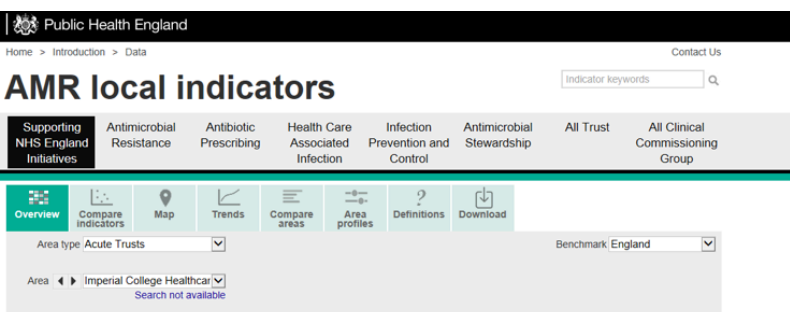 Public Health England
Home > Introduction > Data
Contact Us
AMR local indicators
Indicator keywords
Supporting
NHS England
Initiatives
Antimicrobial
Resistance
Antibiotic
Prescribing
Health Care
Associated
Infection
Infection
Prevention and
Control
Antimicrobial
Stewardship
All Trust
All Clinical
Commissioning
Group
Overview
Compare
indicators
Map
Trends
Compare
areas
Area
profiles
?
Definitions
Download
Area type Acute Trusts
Benchmark England
Area Imperial College Healthcar
Search not available